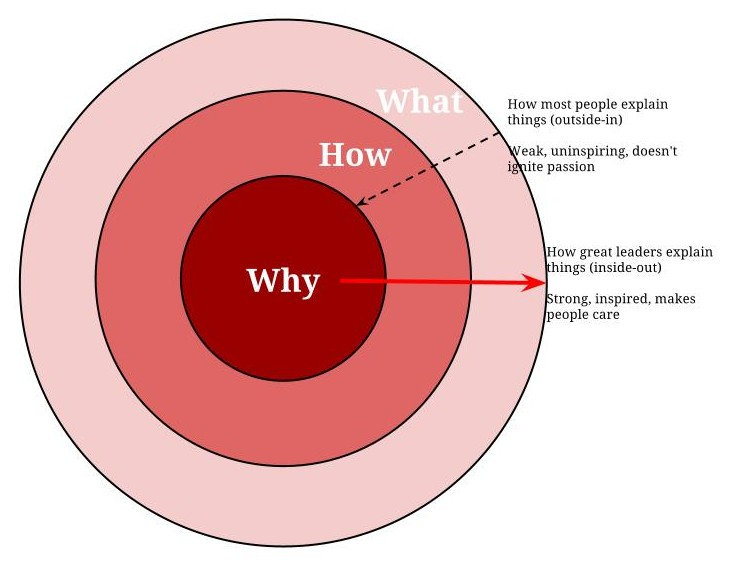 What
How most people explain
things (outside-in)
Weak, uninspiring, doesn't
ignite passion
How
How great leaders explain
things (inside-out)
Why
Strong, inspired, makes
people care